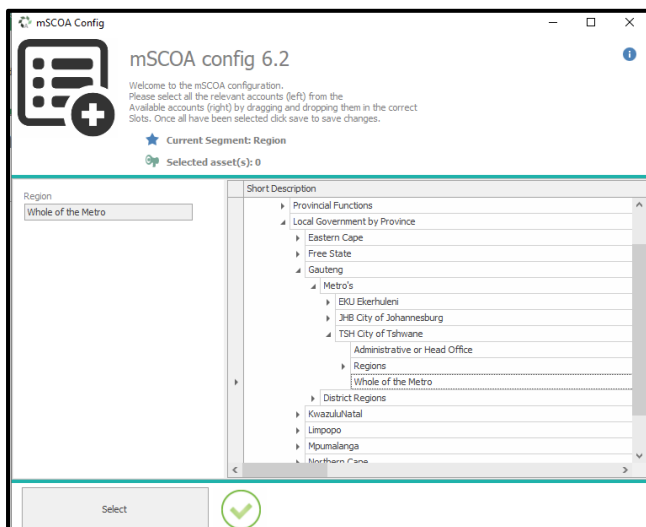 mSCOA Config
mSCOA config 6.2
Welcome to the mSCOA configuration.
Please select all the relevant accounts (left) from the
Available accounts (right) by dragging and dropping them in the correct
Slots. Once all have been selected click save to save changes.
Current Segment: Region
Selected asset(s): 0
Region
Whole of the Metro
Short Description
Provincial Functions
Local Government by Province
Eastern Cape
Free State
Gauteng
Metro's
EKU Ekerhuleni
JHB City of Johannesburg
TSH City of Tshwane
Administrative or Head Office
Regions
Whole of the Metro
District Regions
KwazuluNatal
Limpopo
Mpumalanga
Northern Cape
Select